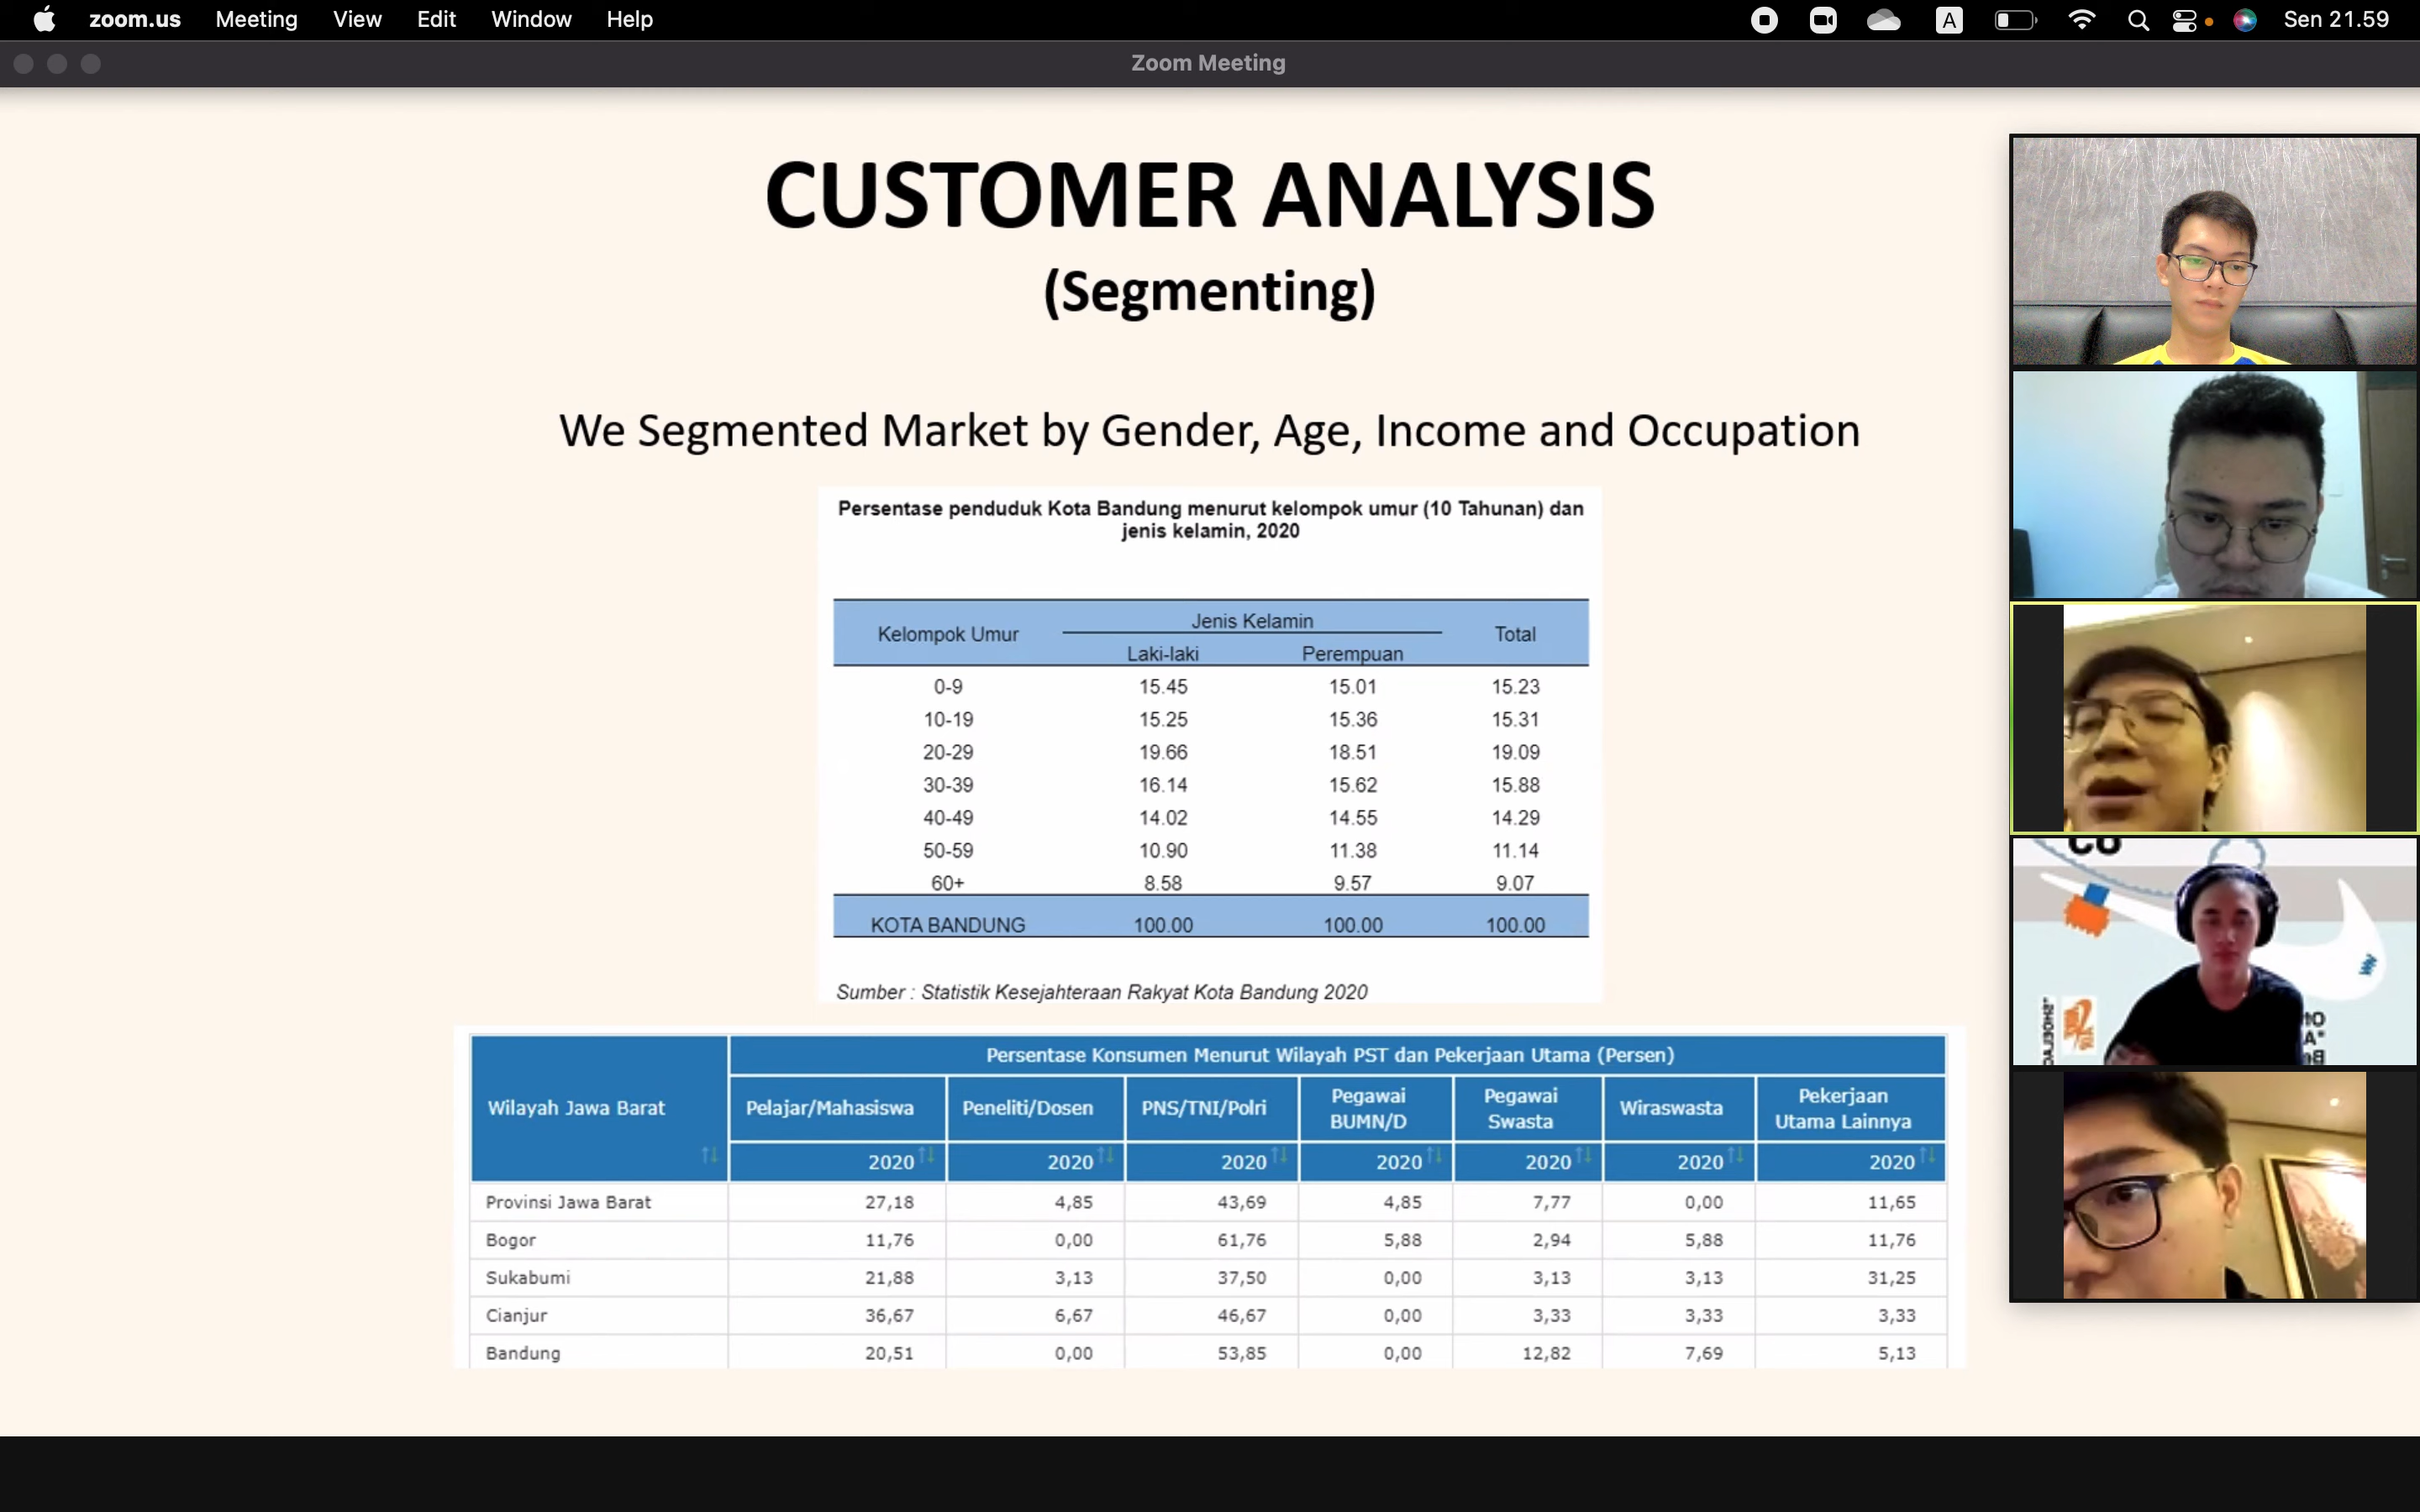 zoom.us Meeting View Edit Window Help A Sen 21.59
Zoom Meeting
CUSTOMER ANALYSIS
(Segmenting)
We Segmented Market by Gender, Age, Income and Occupation
Persentase penduduk Kota Bandung menurut kelompok umur (10 Tahunan) dan
jenis kelamin, 2020
Kelompok Umur Jenis Kelamin Total
Laki-laki Perempuan
0-9 15.45 15.01 15.23
10-19 15.25 15.36 15.31
20-29 19.66 18.51 19.09
30-39 16.14 15.62 15.88
40-49 14.02 14.55 14.29
50-59 10.90 11.38 11.14
60+ 8.58 9.57 9.07
KOTA BANDUNG 100.00 100.00 100.00
Sumber : Statistik Kesejahteraan Rakyat Kota Bandung 2020
Persentase Konsumen Menurut Wilayah PST dan Pekerjaan Utama (Persen)
Wilayah Jawa Barat Pelajar/Mahasiswa Peneliti/Dosen PNS/TNI/Polri Pegawai BUMN/D Pegawai Swasta Wiraswasta Pekerjaan Utama Lainnya
2020 2020 2020 2020 2020 2020 2020
Provinsi Jawa Barat 27,18 4,85 43,69 4,85 7,77 0,00 11,65
Bogor 11,76 0,00 61,76 5,88 2,94 5,88 11,76
Sukabumi 21,88 3,13 37,50 0,00 3,13 3,13 31,25
Cianjur 36,67 6,67 46,67 0,00 3,33 3,33 3,33
Bandung 20,51 0,00 53,85 0,00 12,82 7,69 5,13